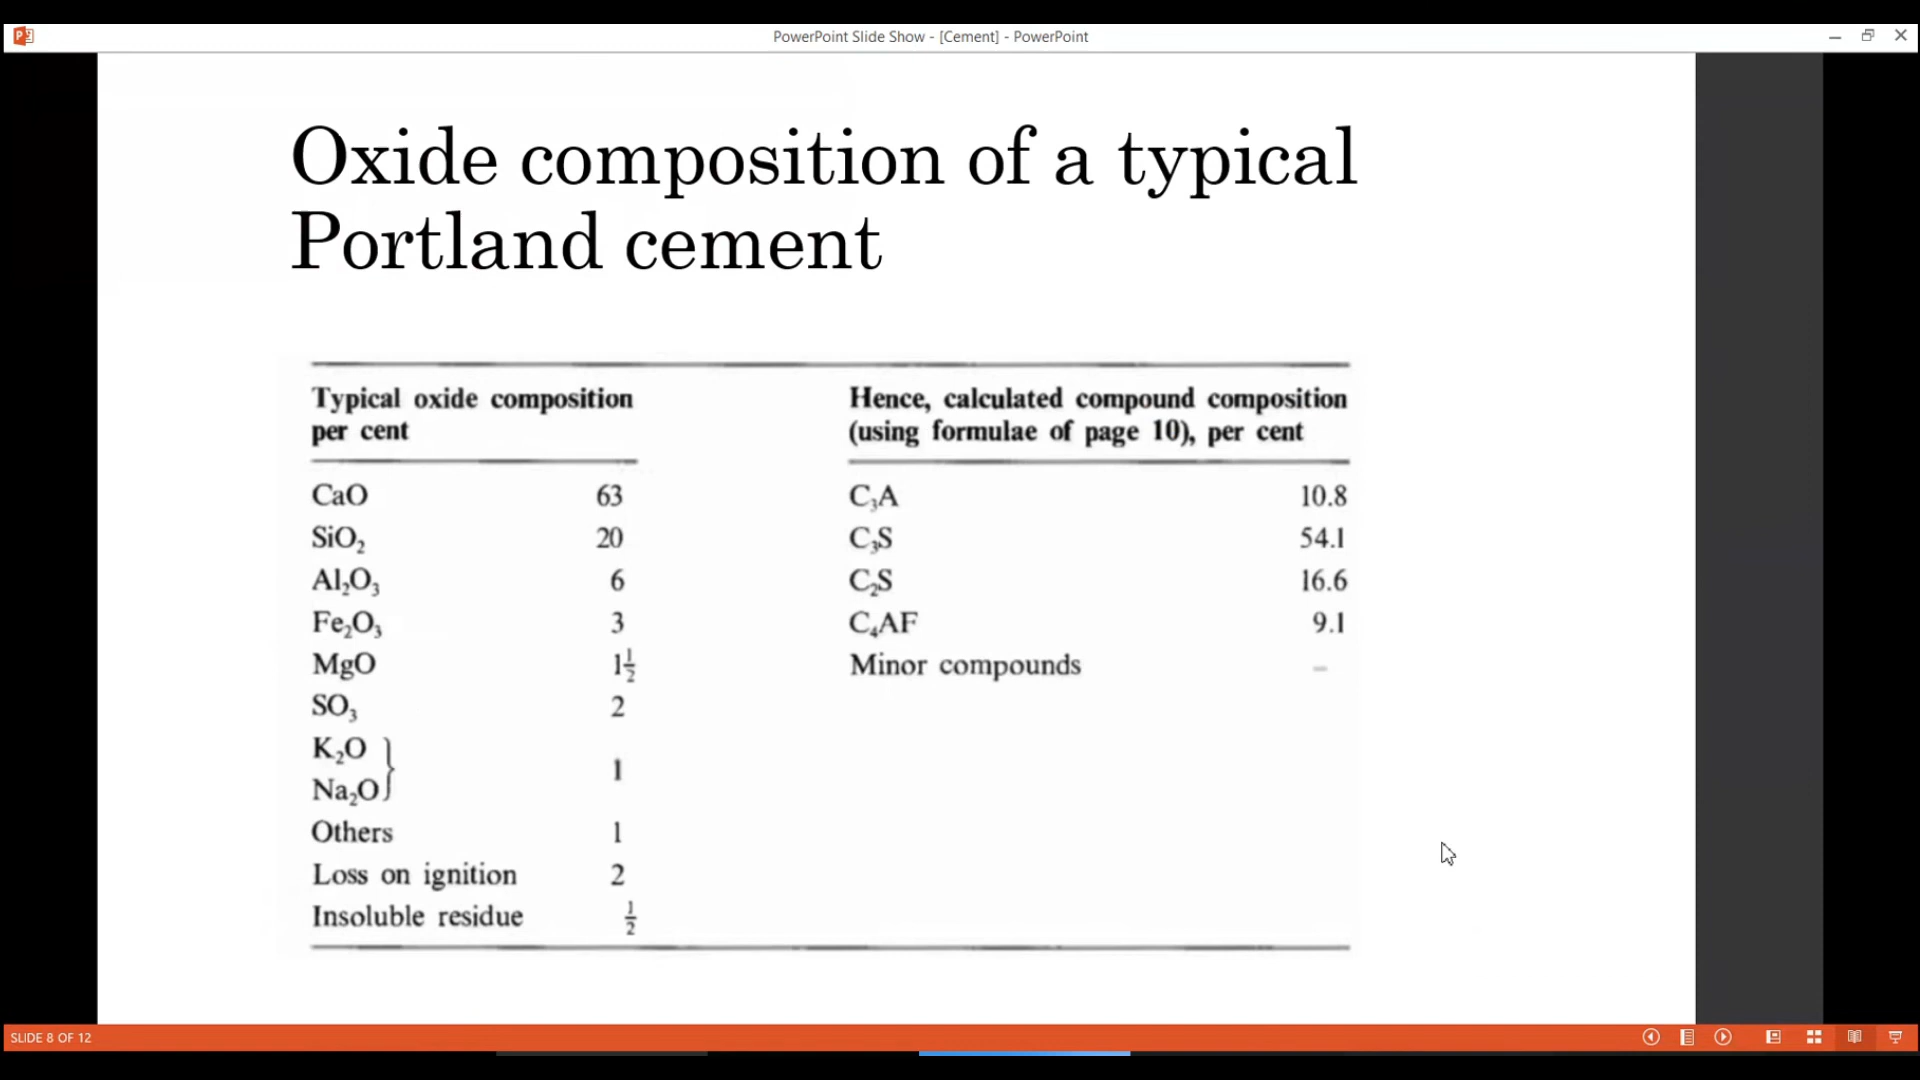 PowerPoint Slide Show - [Cement] - PowerPoint
Oxide composition of a typical
Portland cement
Typical oxide composition
per cent
Hence, calculated compound composition
(using formulae of page 10), per cent
CaO 63 C₃A 10.8
SiO₂ 20 C₃S 54.1
Al₂O₃ 6 C₂S 16.6
Fe₂O₃ 3 C₄AF 9.1
MgO 1½ Minor compounds –
SO₃ 2
K₂O
Na₂O } 1
Others 1
Loss on ignition 2
Insoluble residue ½
SLIDE 8 OF 12